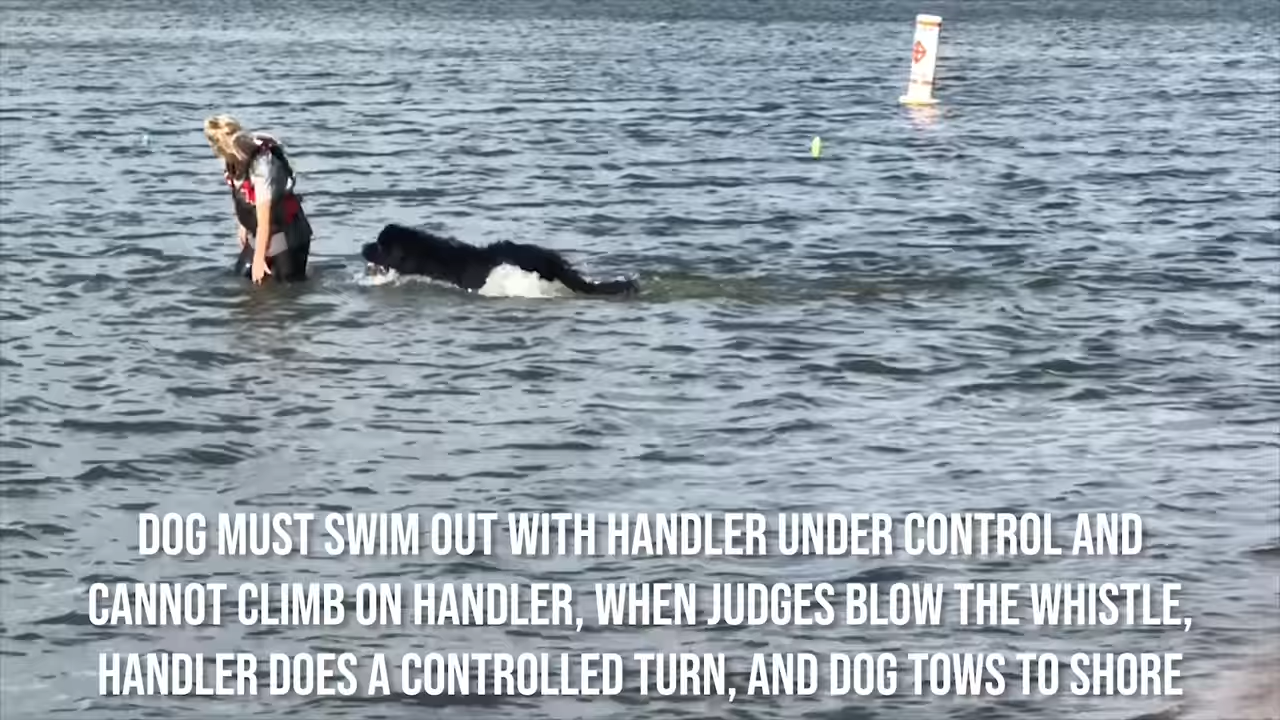 DOG MUST SWIM OUT WITH HANDLER UNDER CONTROL AND
CANNOT CLIMB ON HANDLER, WHEN JUDGES BLOW THE WHISTLE,
HANDLER DOES A CONTROLLED TURN, AND DOG TOWS TO SHORE